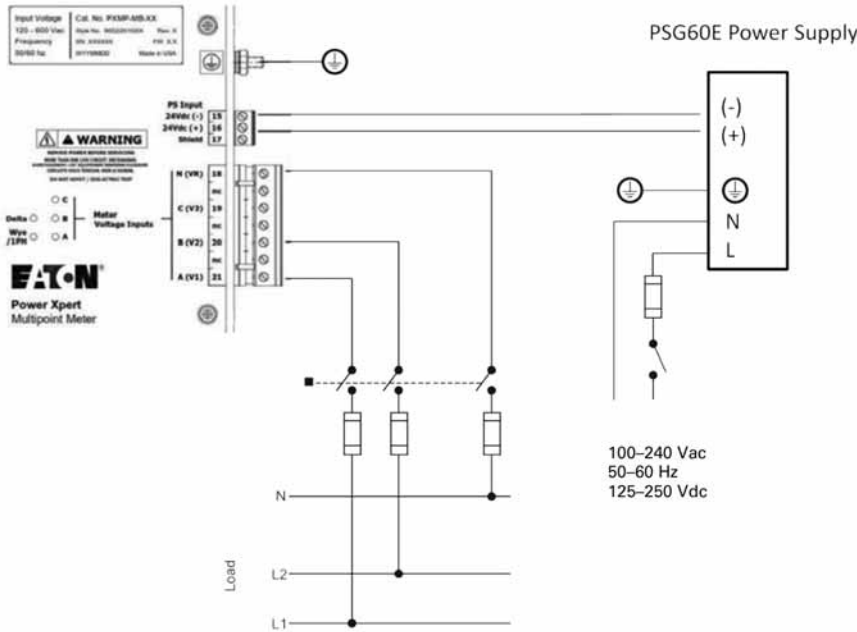 Input Voltage
120 - 600 Vac
Frequency
50/60 hz
Cat. No. PXMP-MB-XX
Made in USA
PSG60E Power Supply
PS Input
24Vdc (-) 15
24Vdc (+) 16
Shield 17
WARNING
N (VR) 18
NC
C (V3) 19
NC
B (V2) 20
NC
A (V1) 21
C
B
A
Delta
Wye
/1PH
Meter
Voltage Inputs
EATON®
Power Xpert
Multipoint Meter
(-)
(+)
N
L
100–240 Vac
50–60 Hz
125–250 Vdc
N
L2
L1
Load